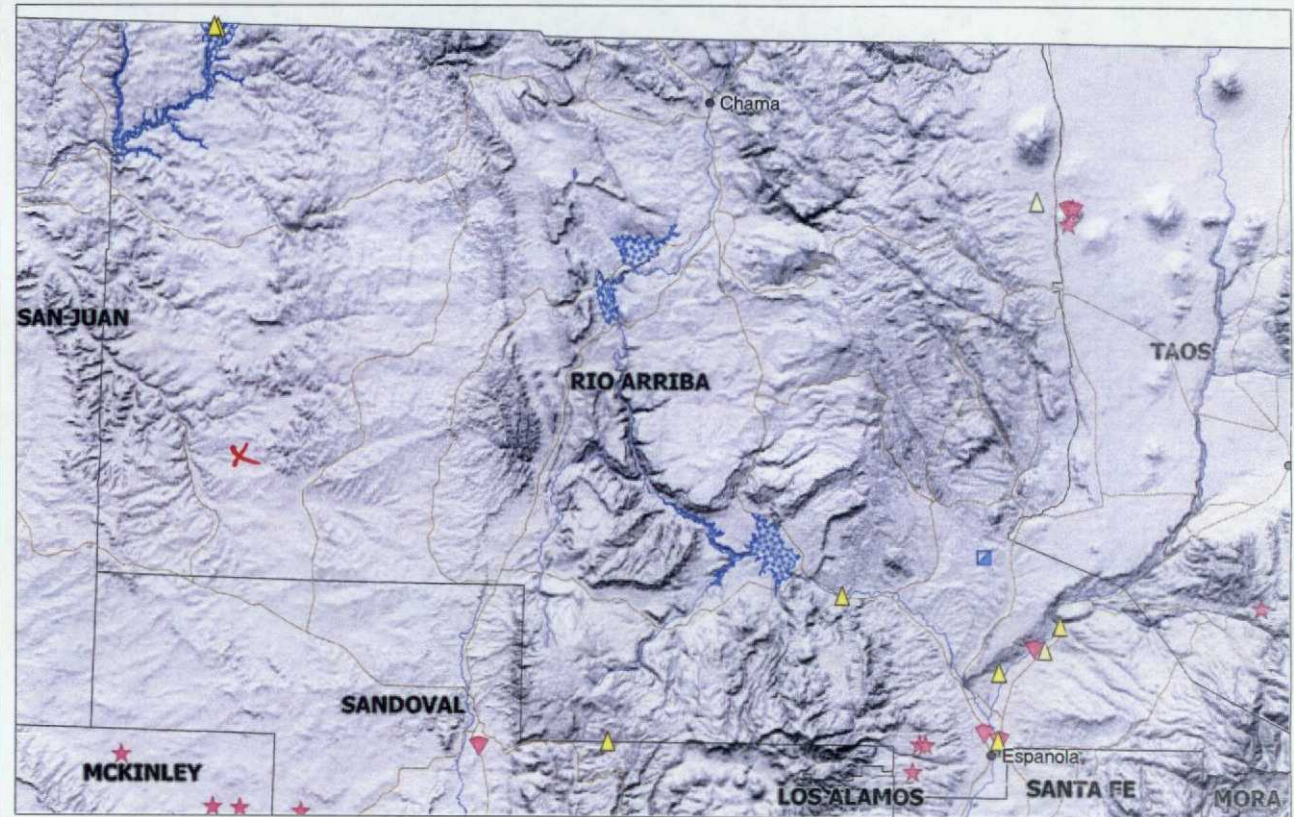 Chama
SAN JUAN
TAOS
RIO ARRIBA
SANDOVAL
MCKINLEY
Espanola
SANTA FE
LOS ALAMOS
MORA